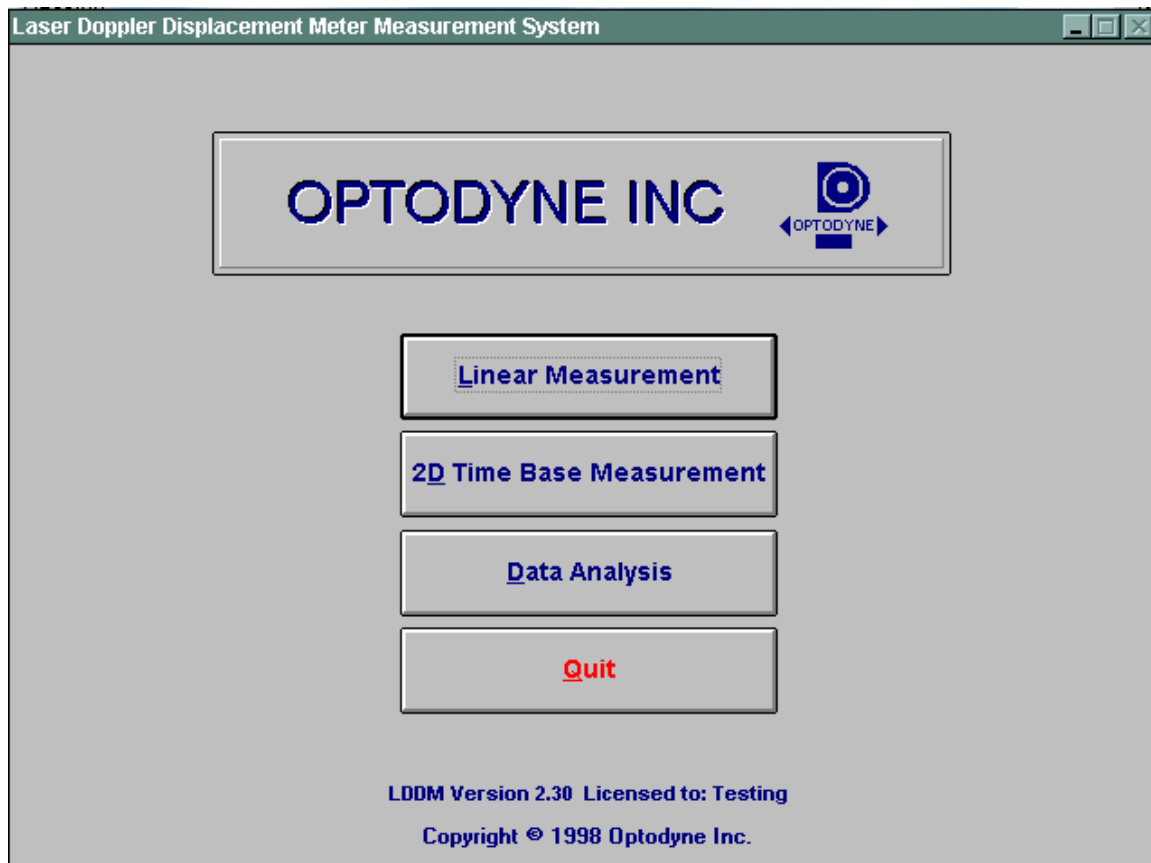 Laser Doppler Displacement Meter Measurement System
OPTODYNE INC
OPTODYNE
Linear Measurement
2D Time Base Measurement
Data Analysis
Quit
LDDM Version 2.30 Licensed to: Testing
Copyright © 1998 Optodyne Inc.